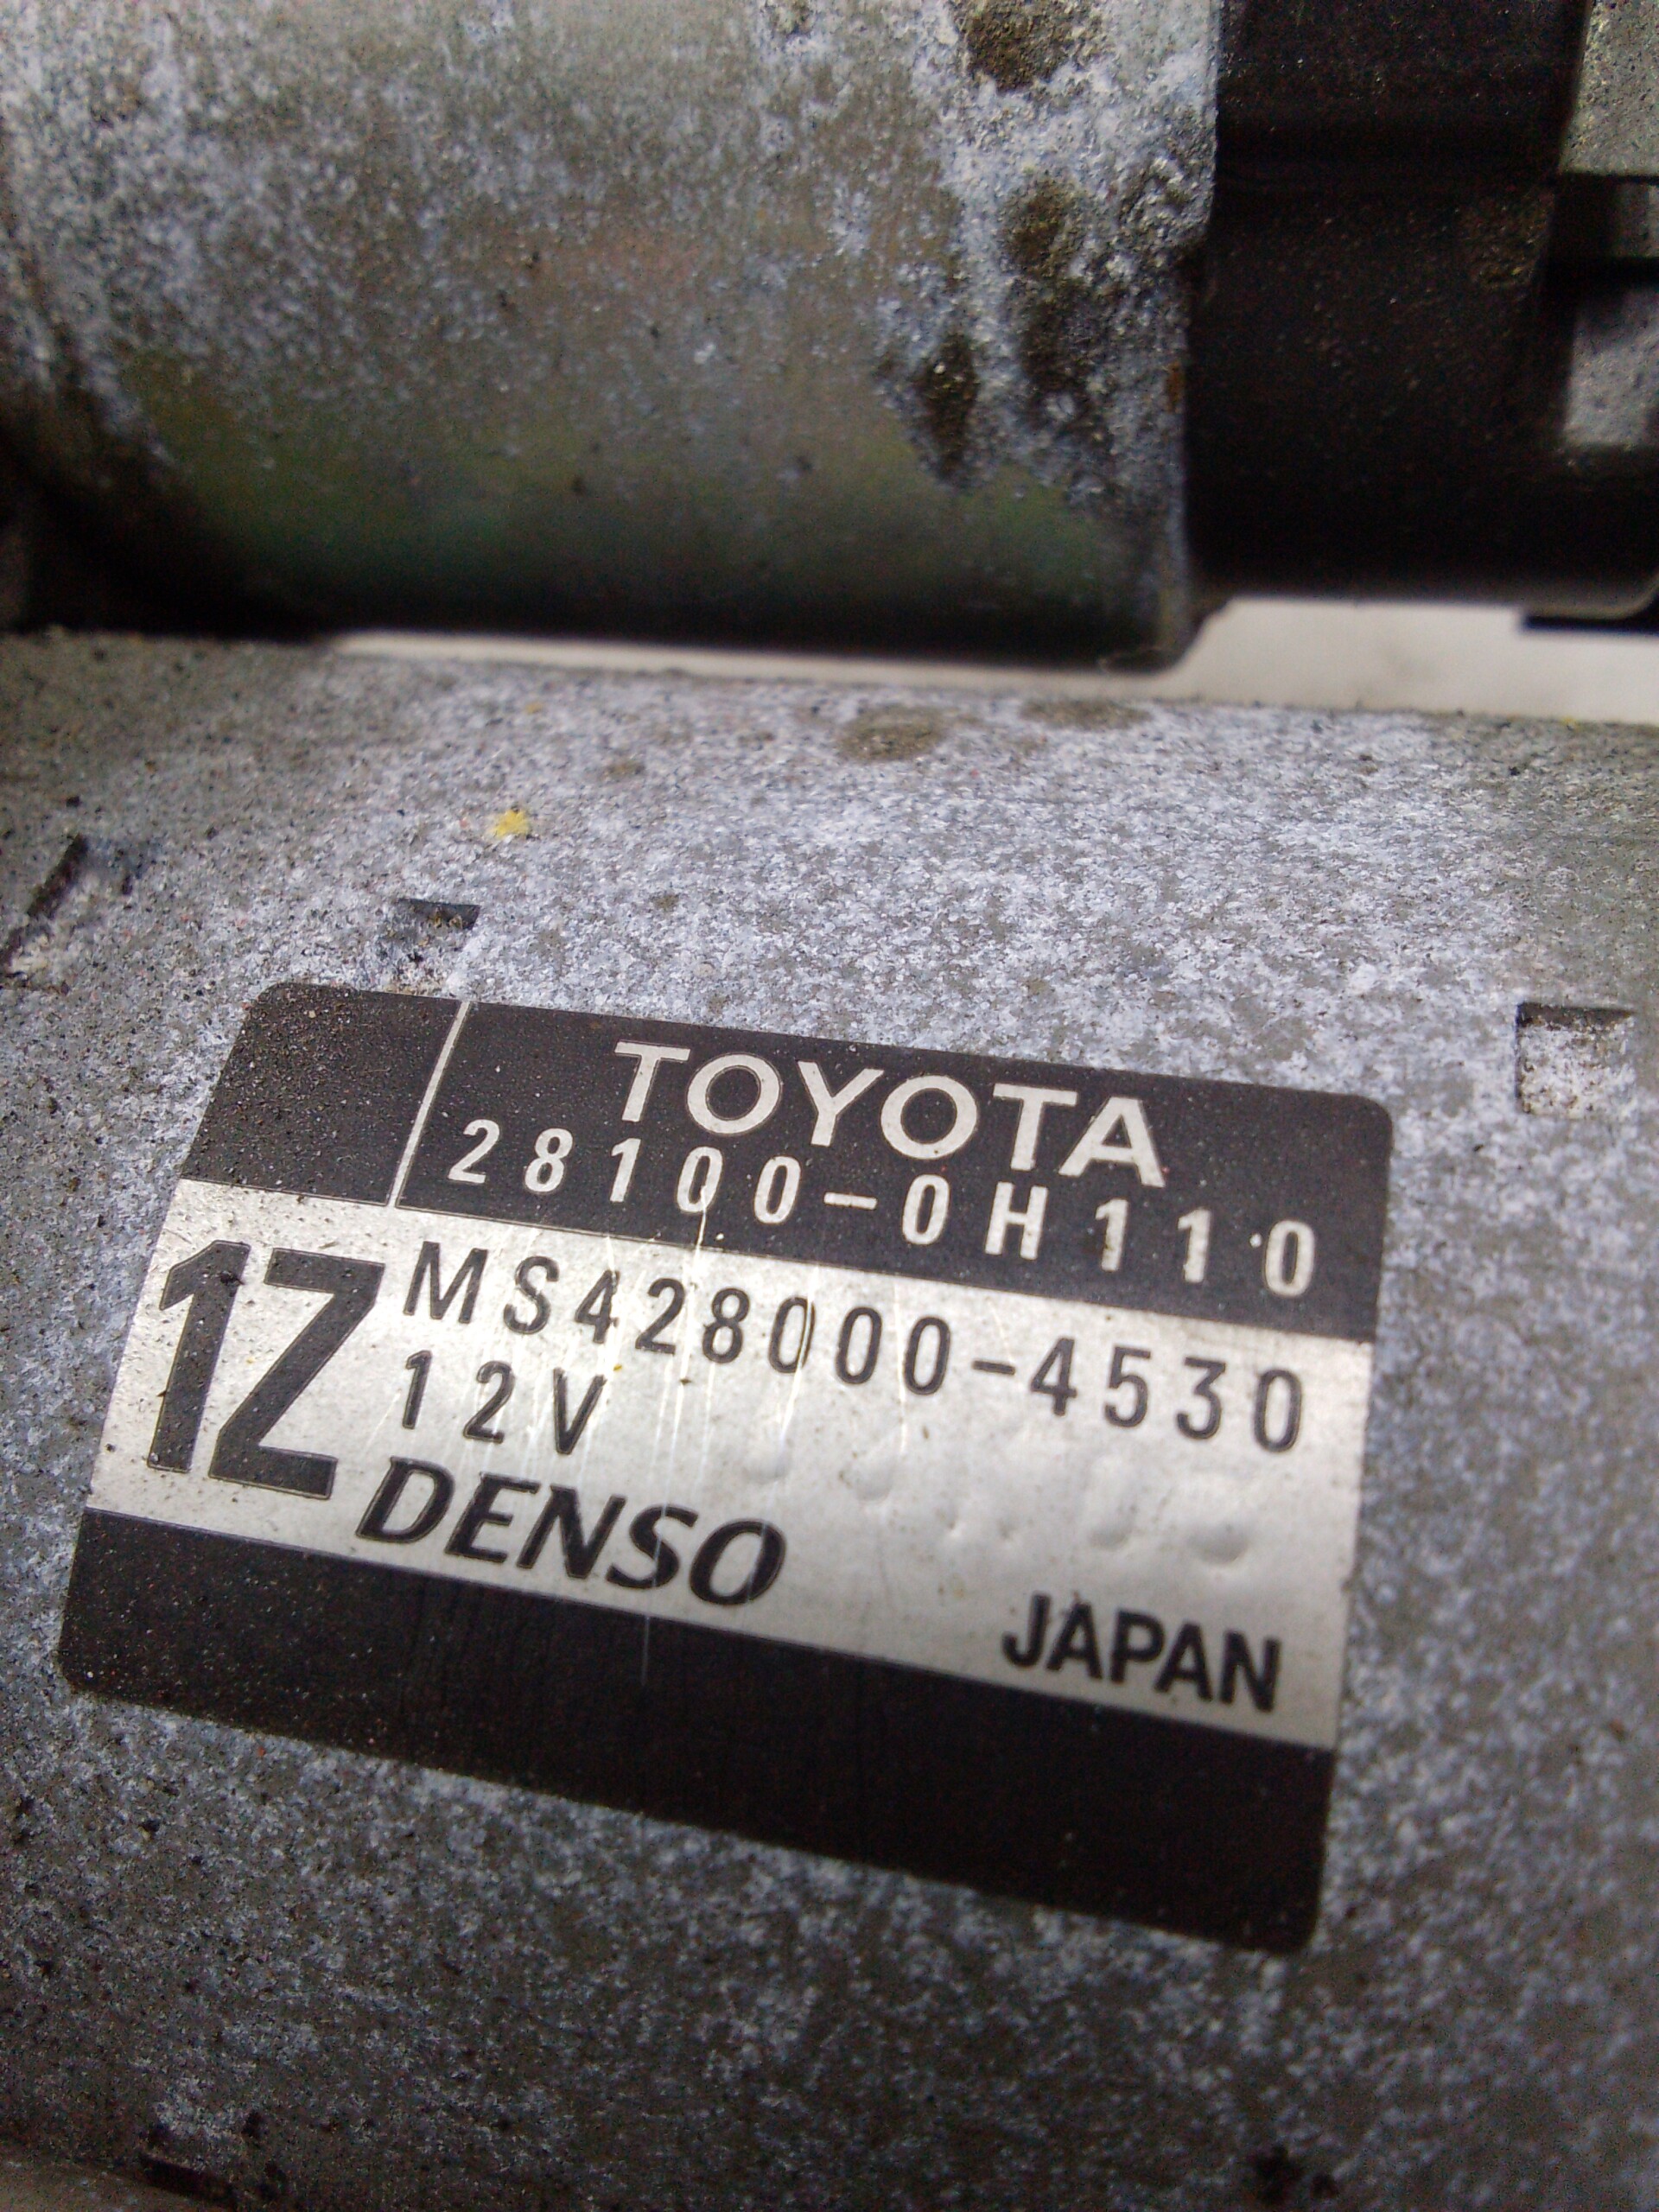 TOYOTA
28100-0H110
1Z
MS428000-4530
12V
DENSO
JAPAN